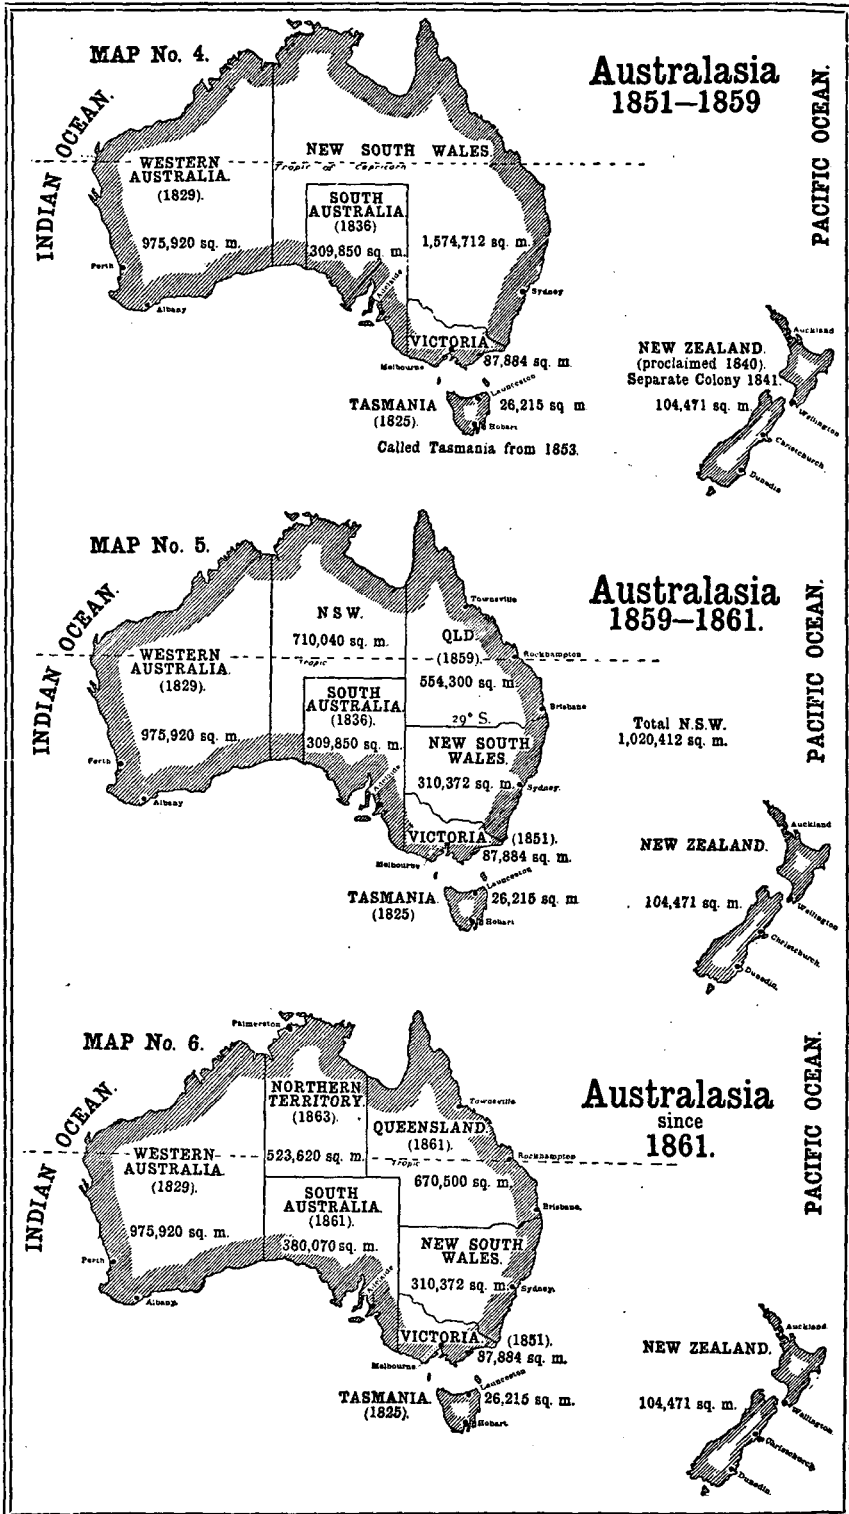 MAP No. 4.
Australasia
1851–1859
INDIAN OCEAN.
PACIFIC OCEAN.
NEW SOUTH WALES
Tropic of Capricorn
WESTERN
AUSTRALIA.
(1829).
975,920 sq. m.
SOUTH
AUSTRALIA.
(1836)
309,850 sq. m.
1,574,712 sq. m.
Perth
Albany
Adelaide
Sydney
VICTORIA.
87,884 sq. m
Melbourne
Launceston
TASMANIA
(1825).
26,215 sq m
Hobart
Called Tasmania from 1853.
NEW ZEALAND.
(proclaimed 1840).
Separate Colony 1841.
104,471 sq. m.
Auckland
Wellington
Christchurch.
Dunedin
MAP No. 5.
Australasia
1859–1861.
INDIAN OCEAN.
PACIFIC OCEAN.
N.S.W.
710,040 sq. m.
Tropic
Townsville
QLD.
(1859).
554,300 sq. m.
Rockhampton
WESTERN
AUSTRALIA.
(1829).
975,920 sq. m.
SOUTH
AUSTRALIA.
(1836).
309,850 sq. m.
29° S.
Brisbane
NEW SOUTH
WALES.
310,372 sq. m.
Sydney.
Total N.S.W.
1,020,412 sq. m.
Perth
Albany
Adelaide
VICTORIA.
(1851).
87,884 sq. m.
Melbourne
Launceston
TASMANIA.
(1825)
26,215 sq. m
Hobart
NEW ZEALAND.
104,471 sq. m.
Auckland
Wellington
Christchurch.
Dunedin.
MAP No. 6.
Australasia
since
1861.
INDIAN OCEAN.
PACIFIC OCEAN.
Palmerston
NORTHERN
TERRITORY.
(1863).
523,620 sq. m.
Townsville
QUEENSLAND.
(1861).
Tropic
670,500 sq. m.
Rockhampton
WESTERN
AUSTRALIA.
(1829).
975,920 sq. m.
SOUTH
AUSTRALIA.
(1861).
380,070 sq. m.
Brisbane.
NEW SOUTH
WALES.
310,372 sq. m.
Sydney.
Perth
Albany.
Adelaide
VICTORIA.
(1851).
87,884 sq. m.
Melbourne
Launceston
TASMANIA.
(1825).
26,215 sq. m.
Hobart
NEW ZEALAND.
104,471 sq. m.
Auckland
Wellington.
Christchurch
Dunedin.